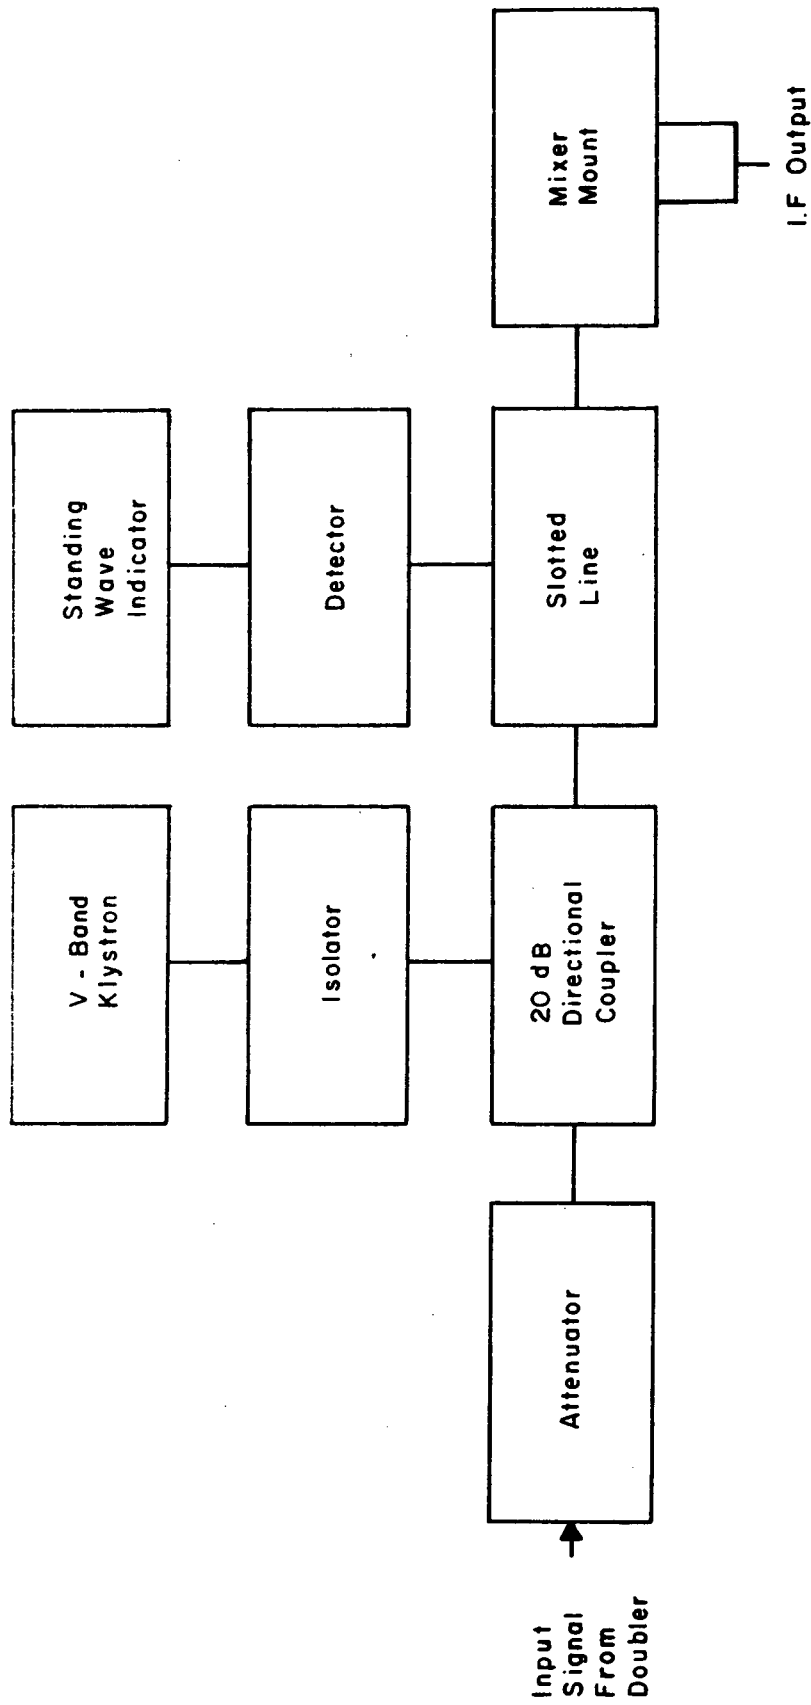 V - Band
Klystron
Standing
Wave
Indicator
Isolator
Detector
Input
Signal
From
Doubler
Attenuator
20 dB
Directional
Coupler
Slotted
Line
Mixer
Mount
I.F Output